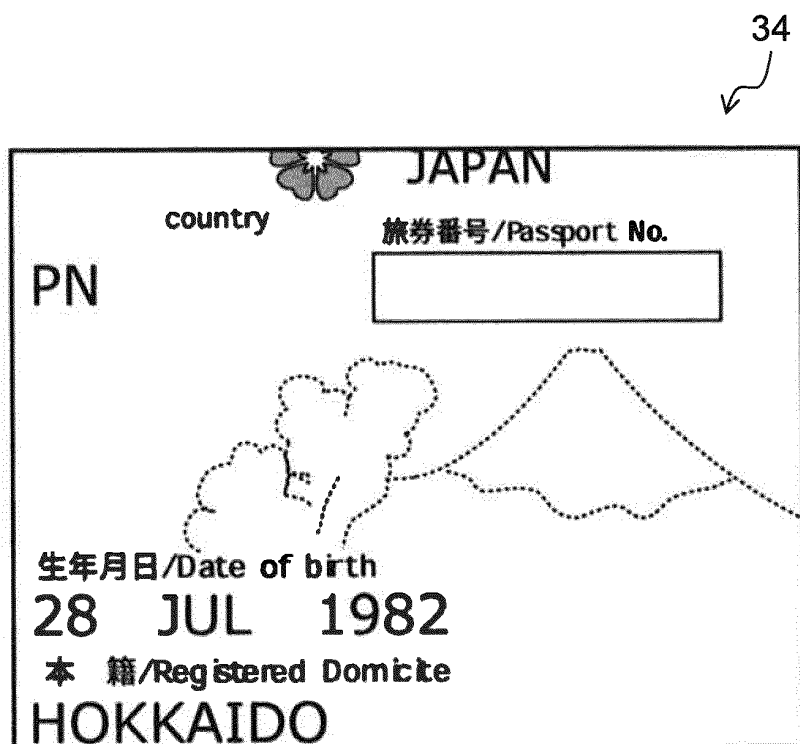 34
JAPAN
country
旅券番号/Passport No.
PN
生年月日/Date of birth
28 JUL 1982
本 籍/Registered Domicite
HOKKAIDO